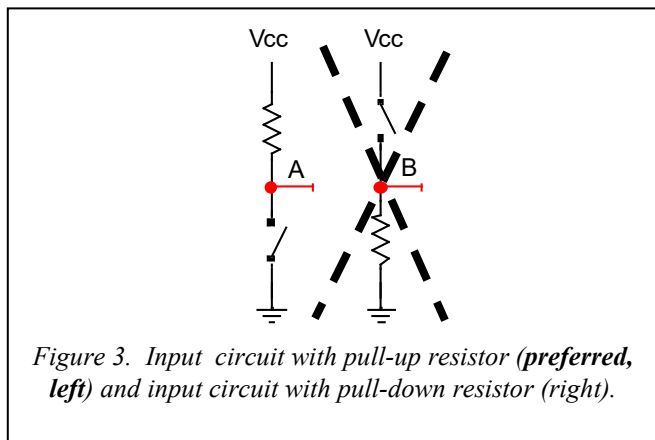 Vcc Vcc
A B
Figure 3. Input circuit with pull-up resistor (preferred,
left) and input circuit with pull-down resistor (right).